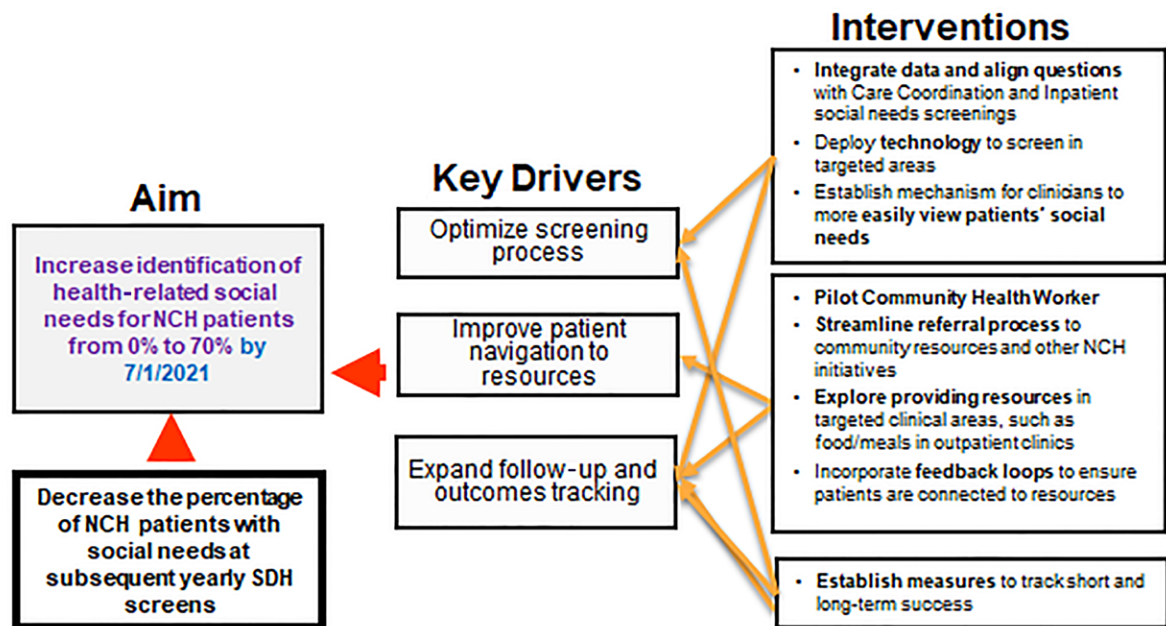 Aim
Increase identification of
health-related social
needs for NCH patients
from 0% to 70% by
7/1/2021
Decrease the percentage
of NCH patients with
social needs at
subsequent yearly SDH
screens
Key Drivers
Optimize screening
process
Improve patient
navigation to
resources
Expand follow-up and
outcomes tracking
Interventions
• Integrate data and align questions
with Care Coordination and Inpatient
social needs screenings
• Deploy technology to screen in
targeted areas
• Establish mechanism for clinicians to
more easily view patients' social
needs
• Pilot Community Health Worker
• Streamline referral process to
community resources and other NCH
initiatives
• Explore providing resources in
targeted clinical areas, such as
food/meals in outpatient clinics
• Incorporate feedback loops to ensure
patients are connected to resources
• Establish measures to track short and
long-term success